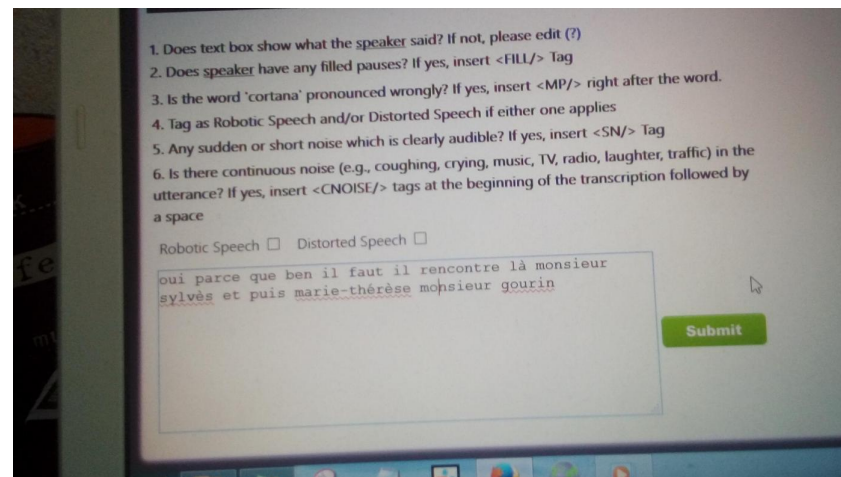 1. Does text box show what the speaker said? If not, please edit (?)
2. Does speaker have any filled pauses? If yes, insert <FILL/> Tag
3. Is the word 'cortana' pronounced wrongly? If yes, insert <MP/> right after the word.
4. Tag as Robotic Speech and/or Distorted Speech if either one applies
5. Any sudden or short noise which is clearly audible? If yes, insert <SN/> Tag
6. Is there continuous noise (e.g., coughing, crying, music, TV, radio, laughter, traffic) in the
utterance? If yes, insert <CNOISE/> tags at the beginning of the transcription followed by
a space
Robotic Speech Distorted Speech
oui parce que ben il faut il rencontre là monsieur
sylvès et puis marie-thérèse monsieur gourin
Submit
fe